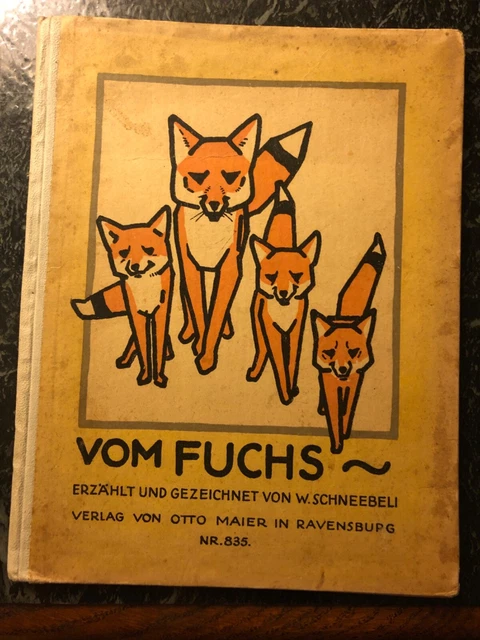 VOM FUCHS ~
ERZÄHLT UND GEZEICHNET VON W. SCHNEEBELI
VERLAG VON OTTO MAIER IN RAVENSBURG
NR.835.